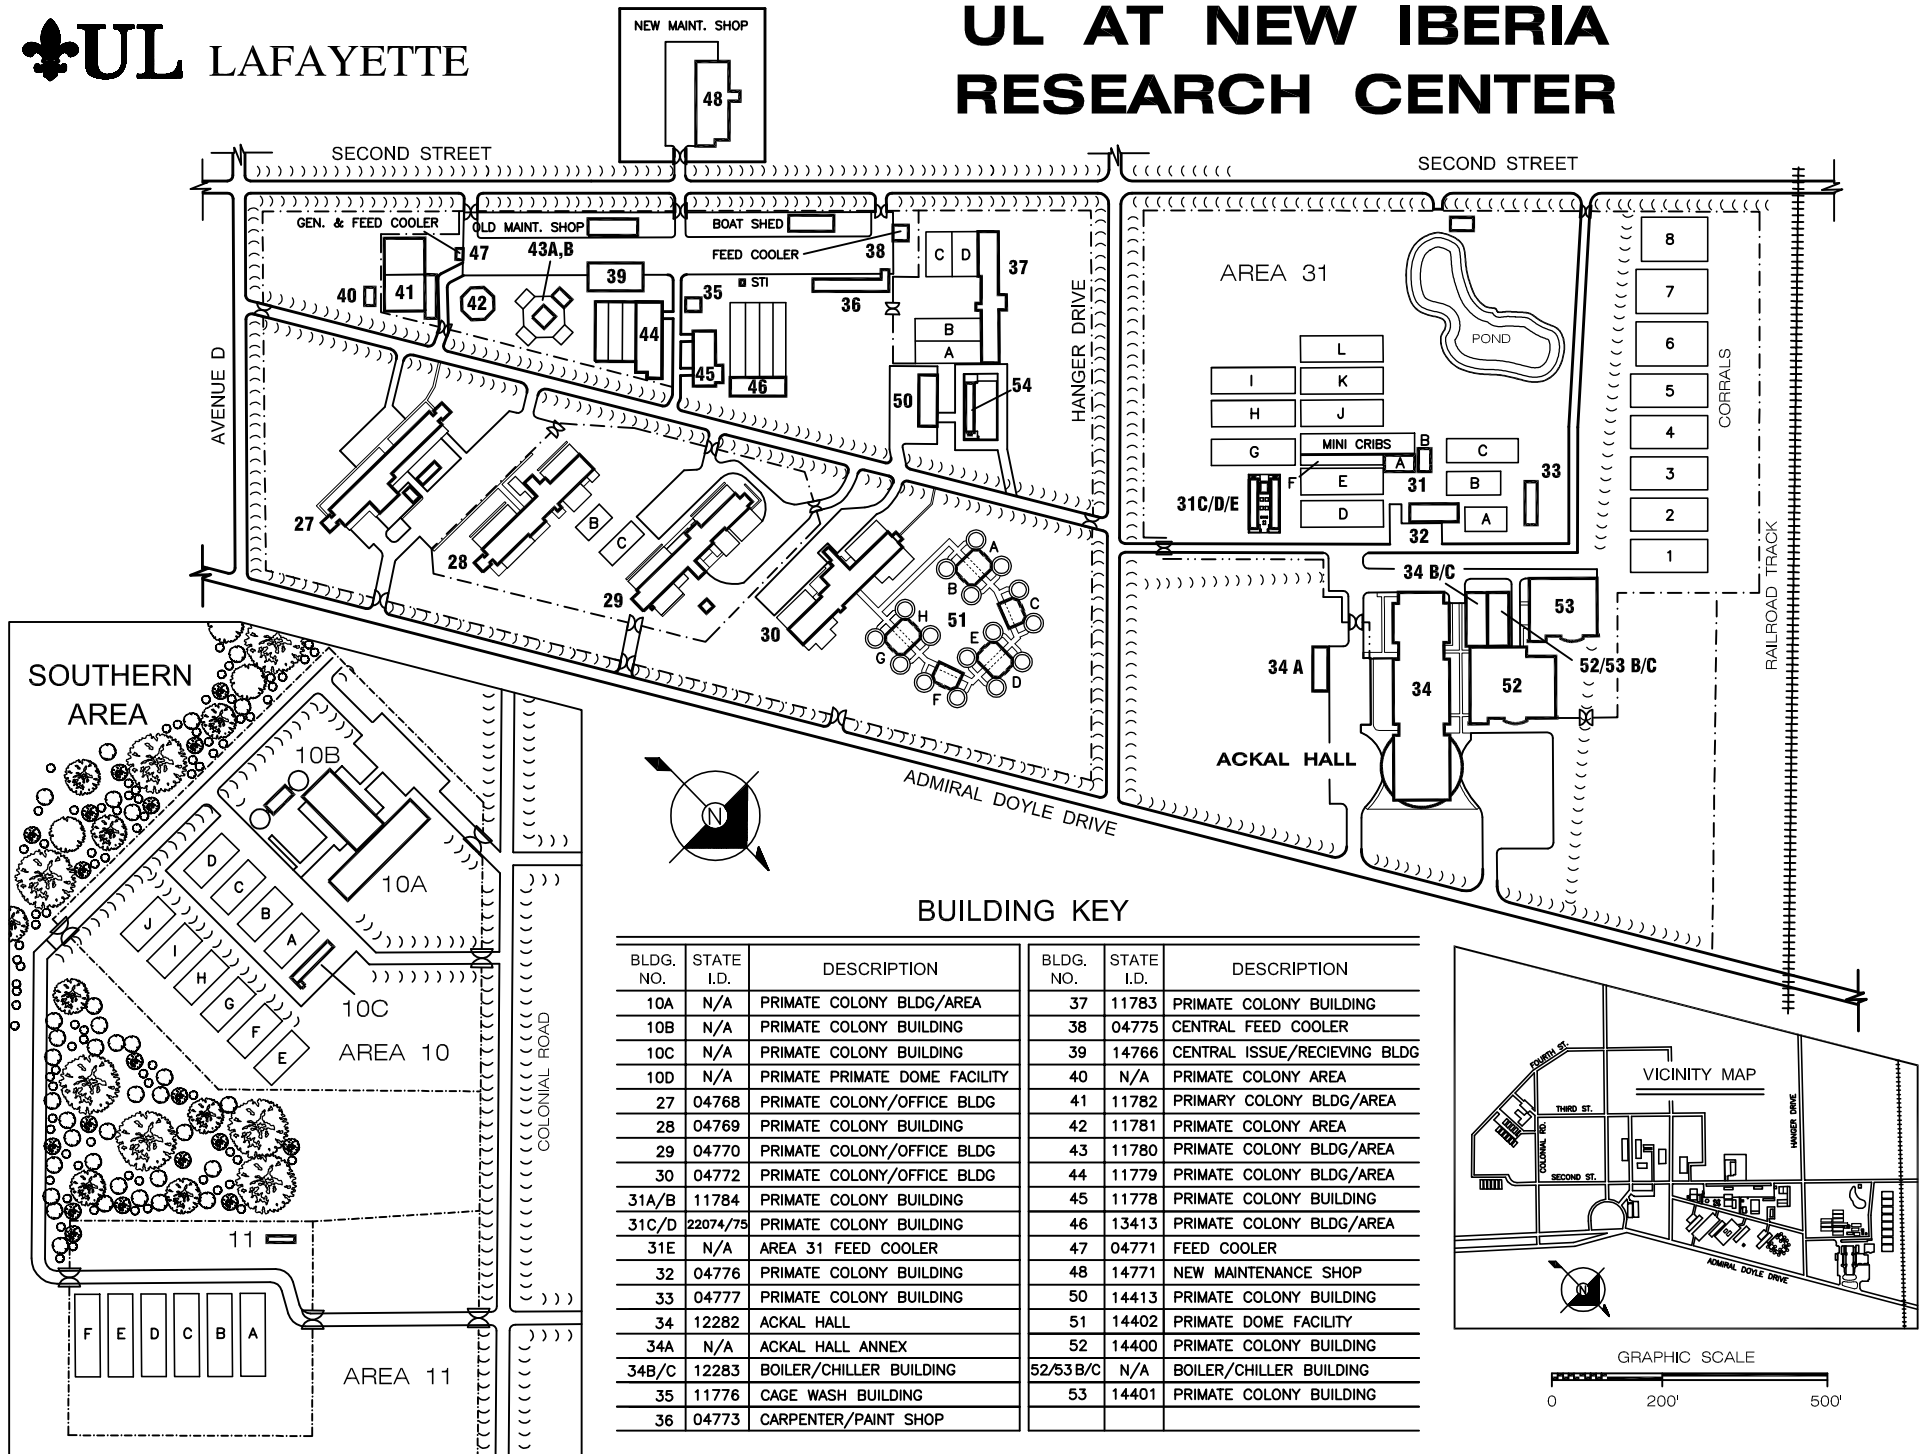 UL LAFAYETTE
UL AT NEW IBERIA
RESEARCH CENTER
NEW MAINT. SHOP
48
SECOND STREET
SECOND STREET
GEN. & FEED COOLER
OLD MAINT. SHOP
BOAT SHED
FEED COOLER
47
43A,B
38
C D
37
39
STI
35
36
40
41
42
44
45
46
B
A
50
54
AVENUE D
HANGER DRIVE
AREA 31
POND
8
7
6
5
4
3
2
1
CORRALS
RAILROAD TRACK
L
I
K
H
J
G
MINI CRIBS
B
A
C
F
E
31
B
33
31C/D/E
D
32
A
27
28
B
C
29
30
A
B
C
51
H
E
G
D
F
34 B/C
53
52/53 B/C
34 A
34
52
ACKAL HALL
ADMIRAL DOYLE DRIVE
N
SOUTHERN
AREA
10B
10A
D
C
B
A
J
I
H
G
F
E
10C
AREA 10
COLONIAL ROAD
11
F E D C B A
AREA 11
BUILDING KEY
BLDG. NO. STATE I.D. DESCRIPTION
10A N/A PRIMATE COLONY BLDG/AREA
10B N/A PRIMATE COLONY BUILDING
10C N/A PRIMATE COLONY BUILDING
10D N/A PRIMATE PRIMATE DOME FACILITY
27 04768 PRIMATE COLONY/OFFICE BLDG
28 04769 PRIMATE COLONY BUILDING
29 04770 PRIMATE COLONY/OFFICE BLDG
30 04772 PRIMATE COLONY/OFFICE BLDG
31A/B 11784 PRIMATE COLONY BUILDING
31C/D 22074/75 PRIMATE COLONY BUILDING
31E N/A AREA 31 FEED COOLER
32 04776 PRIMATE COLONY BUILDING
33 04777 PRIMATE COLONY BUILDING
34 12282 ACKAL HALL
34A N/A ACKAL HALL ANNEX
34B/C 12283 BOILER/CHILLER BUILDING
35 11776 CAGE WASH BUILDING
36 04773 CARPENTER/PAINT SHOP
BLDG. NO. STATE I.D. DESCRIPTION
37 11783 PRIMATE COLONY BUILDING
38 04775 CENTRAL FEED COOLER
39 14766 CENTRAL ISSUE/RECIEVING BLDG
40 N/A PRIMATE COLONY AREA
41 11782 PRIMARY COLONY BLDG/AREA
42 11781 PRIMATE COLONY AREA
43 11780 PRIMATE COLONY BLDG/AREA
44 11779 PRIMATE COLONY BLDG/AREA
45 11778 PRIMATE COLONY BUILDING
46 13413 PRIMATE COLONY BLDG/AREA
47 04771 FEED COOLER
48 14771 NEW MAINTENANCE SHOP
50 14413 PRIMATE COLONY BUILDING
51 14402 PRIMATE DOME FACILITY
52 14400 PRIMATE COLONY BUILDING
52/53 B/C N/A BOILER/CHILLER BUILDING
53 14401 PRIMATE COLONY BUILDING
VICINITY MAP
FOURTH ST.
THIRD ST.
COLONIAL RD.
HANGER DRIVE
SECOND ST.
ADMIRAL DOYLE DRIVE
N
GRAPHIC SCALE
0 200' 500'